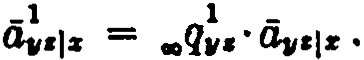 ā¹_{yz|x} = _∞q¹_{yz} · ā_{yz|x} .